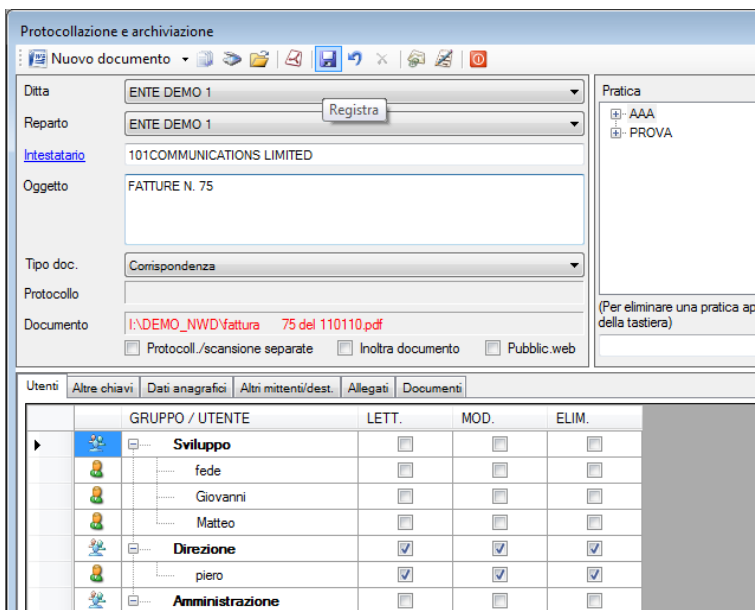 Protocollazione e archiviazione
Nuovo documento
Ditta
ENTE DEMO 1
Registra
Reparto
ENTE DEMO 1
Intestatario
101COMMUNICATIONS LIMITED
Oggetto
FATTURE N. 75
Tipo doc.
Corrispondenza
Protocollo
Documento
I:\DEMO_NWD\fattura 75 del 110110.pdf
Protocoll./scansione separate Inoltra documento Pubblic.web
Pratica
AAA
PROVA
(Per eliminare una pratica ap
della tastiera)
Utenti Altre chiavi Dati anagrafici Altri mittenti/dest. Allegati Documenti
GRUPPO / UTENTE LETT. MOD. ELIM.
Sviluppo
fede
Giovanni
Matteo
Direzione
piero
Amministrazione